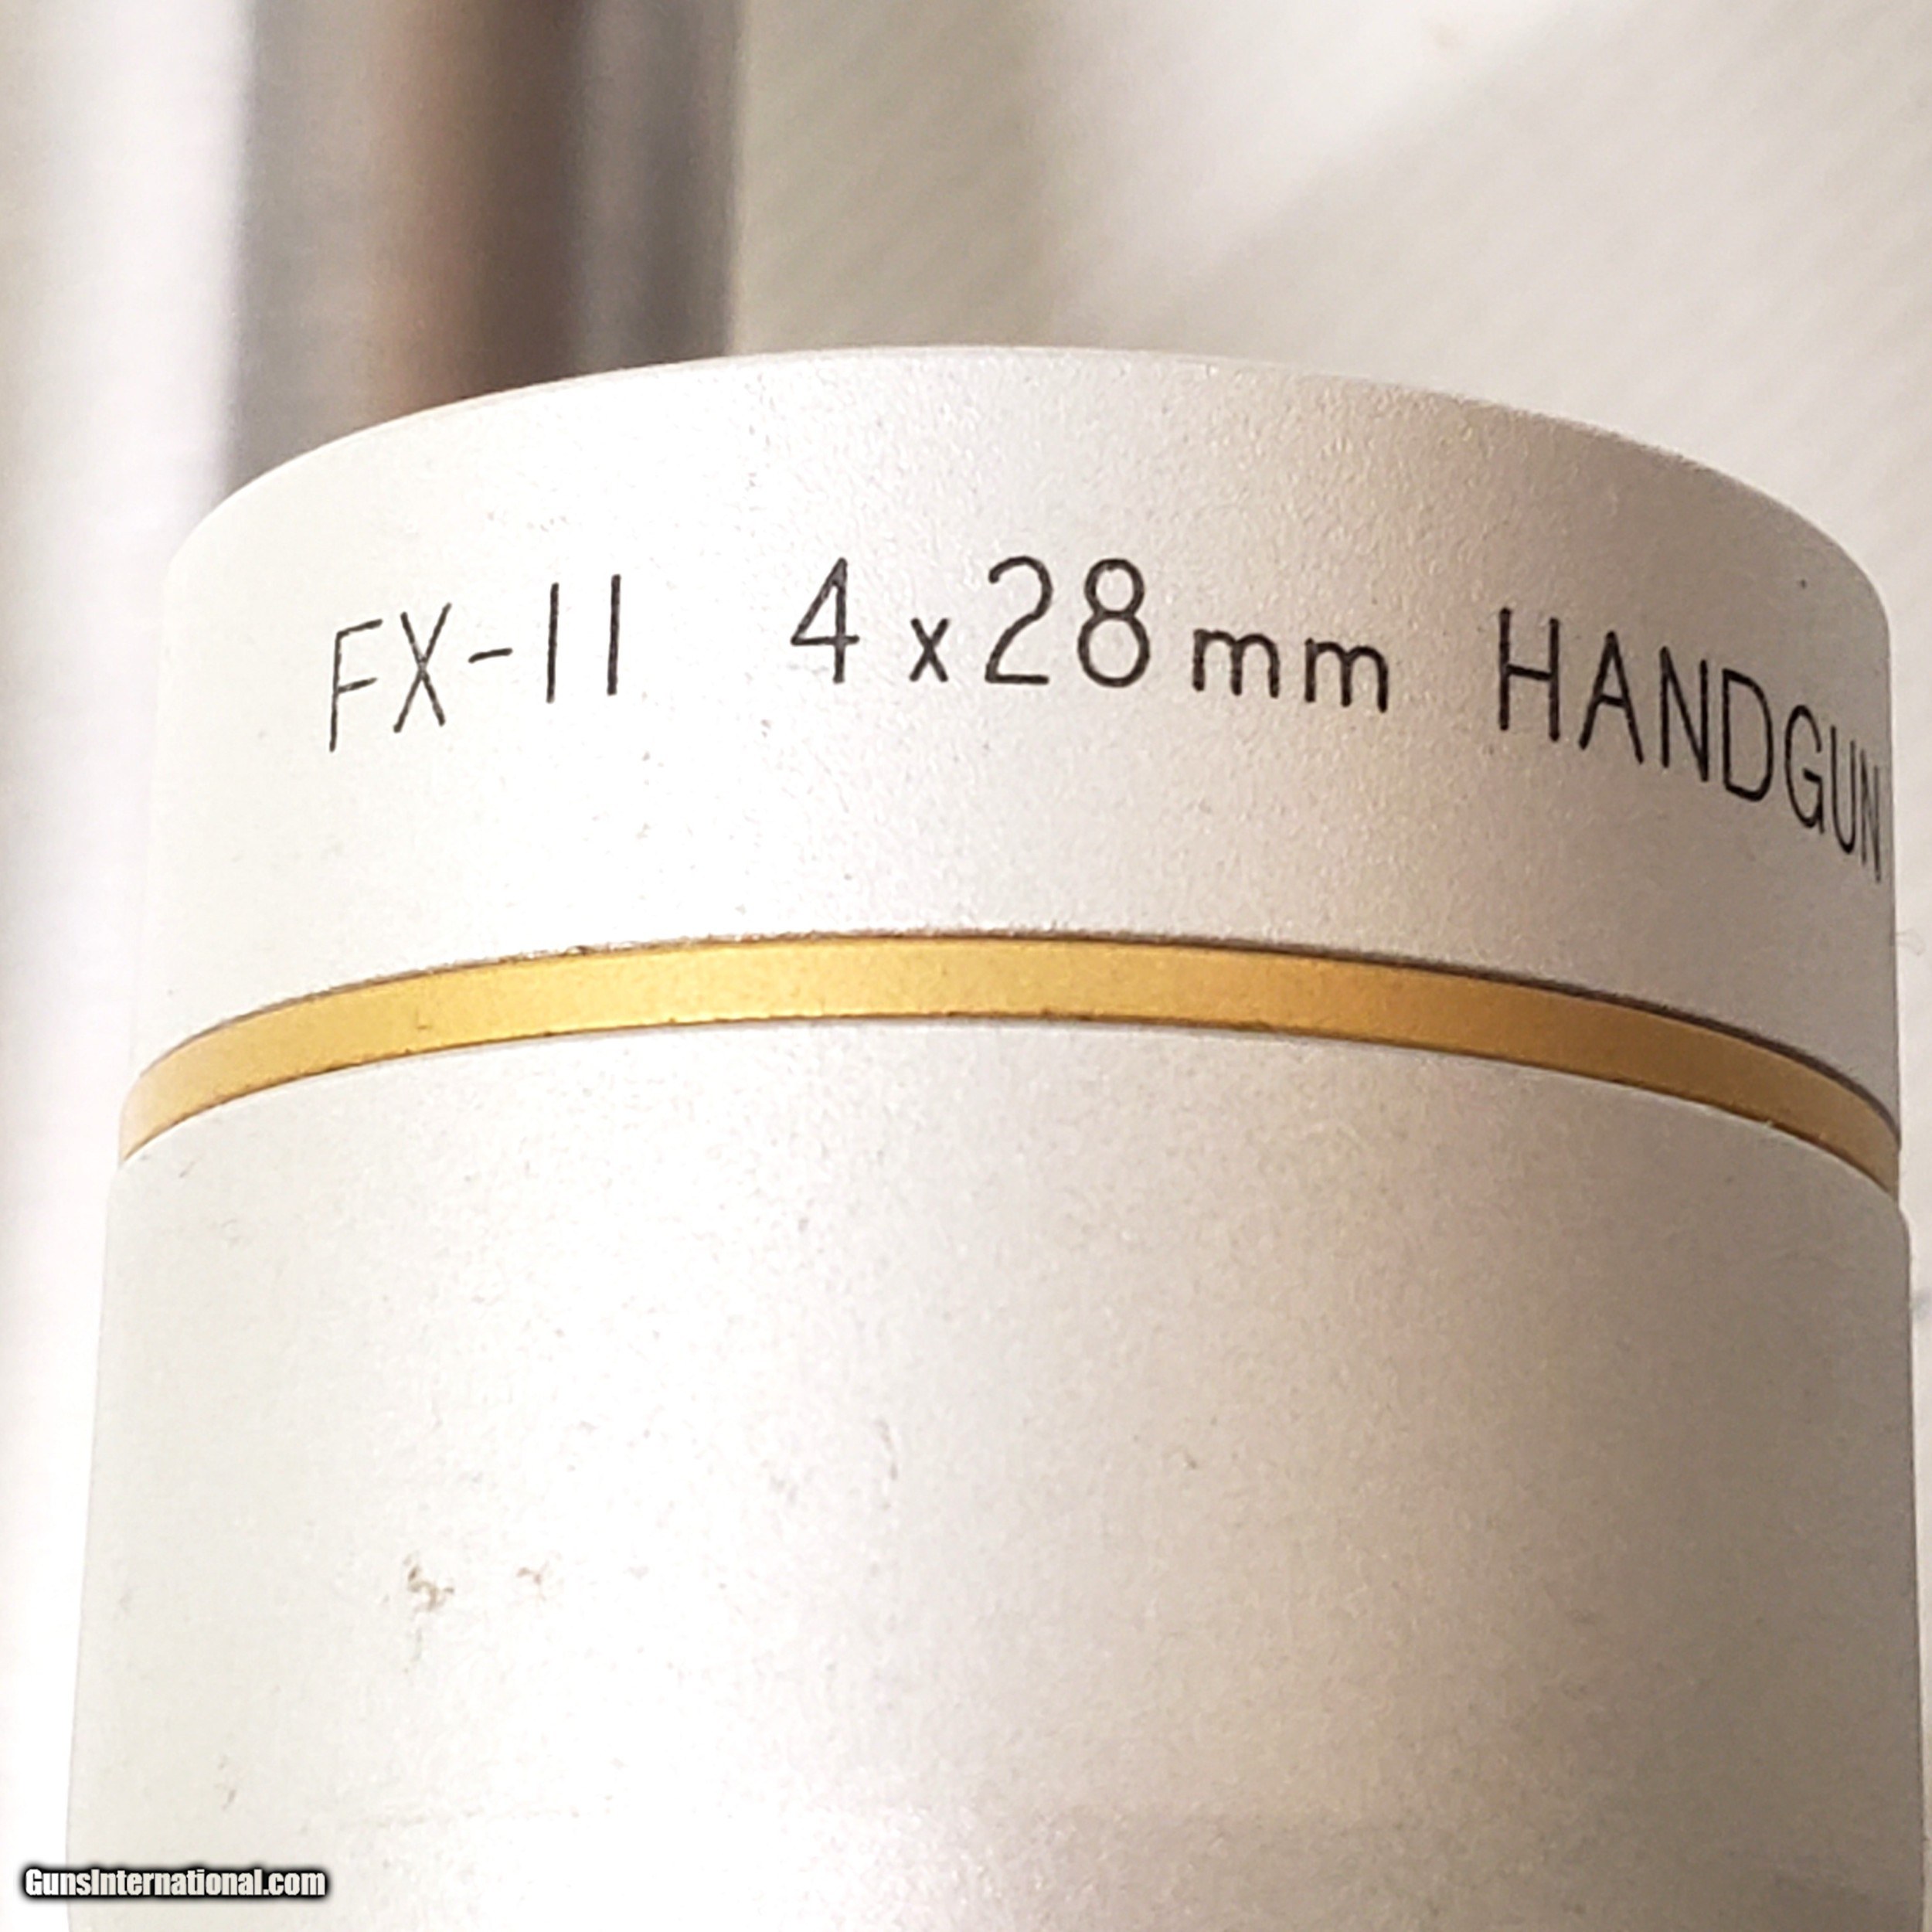 FX-II 4x28mm HANDGUN
GunsInternational.com